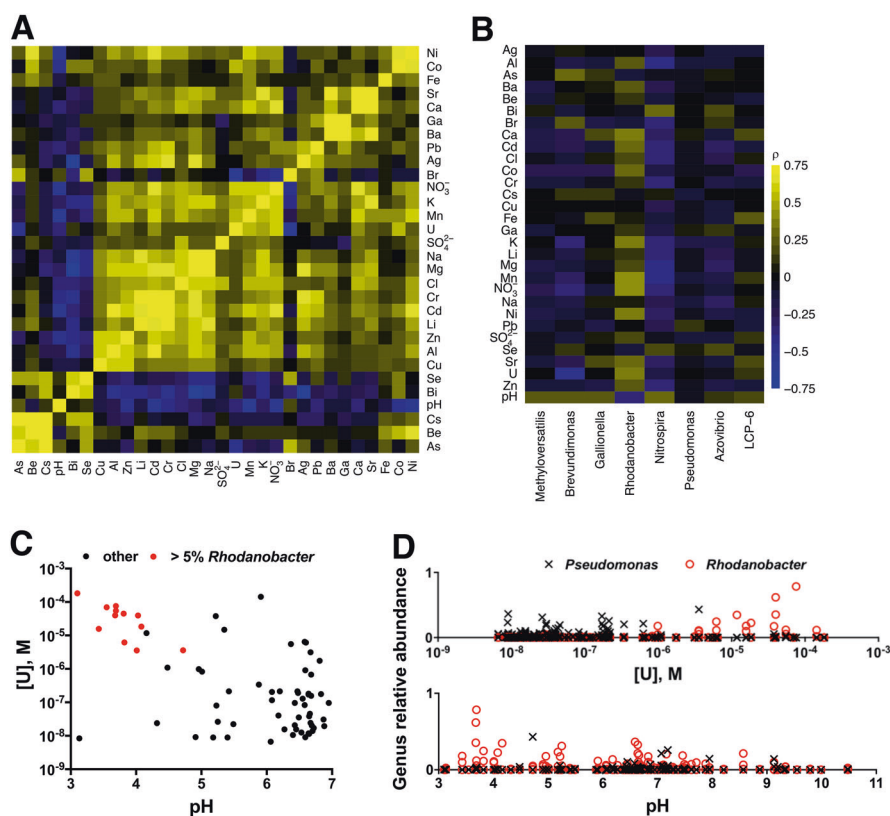 A
Ni
Co
Fe
Sr
Ca
Ga
Ba
Pb
Ag
Br
NO₃⁻
K
Mn
U
SO₄²⁻
Na
Mg
Cl
Cr
Cd
Li
Zn
Al
Cu
Se
Bi
pH
Cs
Be
As
As Be Cs pH Bi Se Cu Al Zn Li Cd Cr Cl Mg Na SO₄²⁻ U Mn K NO₃⁻ Br Ag Pb Ba Ga Ca Sr Fe Co Ni
B
Ag
Al
As
Ba
Be
Bi
Br
Ca
Cd
Cl
Co
Cr
Cs
Cu
Fe
Ga
K
Li
Mg
Mn
NO₃⁻
Na
Ni
Pb
SO₄²⁻
Se
Sr
U
Zn
pH
Methyloversatilis
Brevundimonas
Gallionella
Rhodanobacter
Nitrospira
Pseudomonas
Azovibrio
LCP−6
ρ
0.75
0.5
0.25
0
−0.25
−0.5
−0.75
C
other > 5% Rhodanobacter
[U], M
10⁻³
10⁻⁴
10⁻⁵
10⁻⁶
10⁻⁷
10⁻⁸
10⁻⁹
3 4 5 6 7
pH
D
Pseudomonas Rhodanobacter
Genus relative abundance
1
0
10⁻⁹ 10⁻⁸ 10⁻⁷ 10⁻⁶ 10⁻⁵ 10⁻⁴ 10⁻³
[U], M
1
0
3 4 5 6 7 8 9 10 11
pH